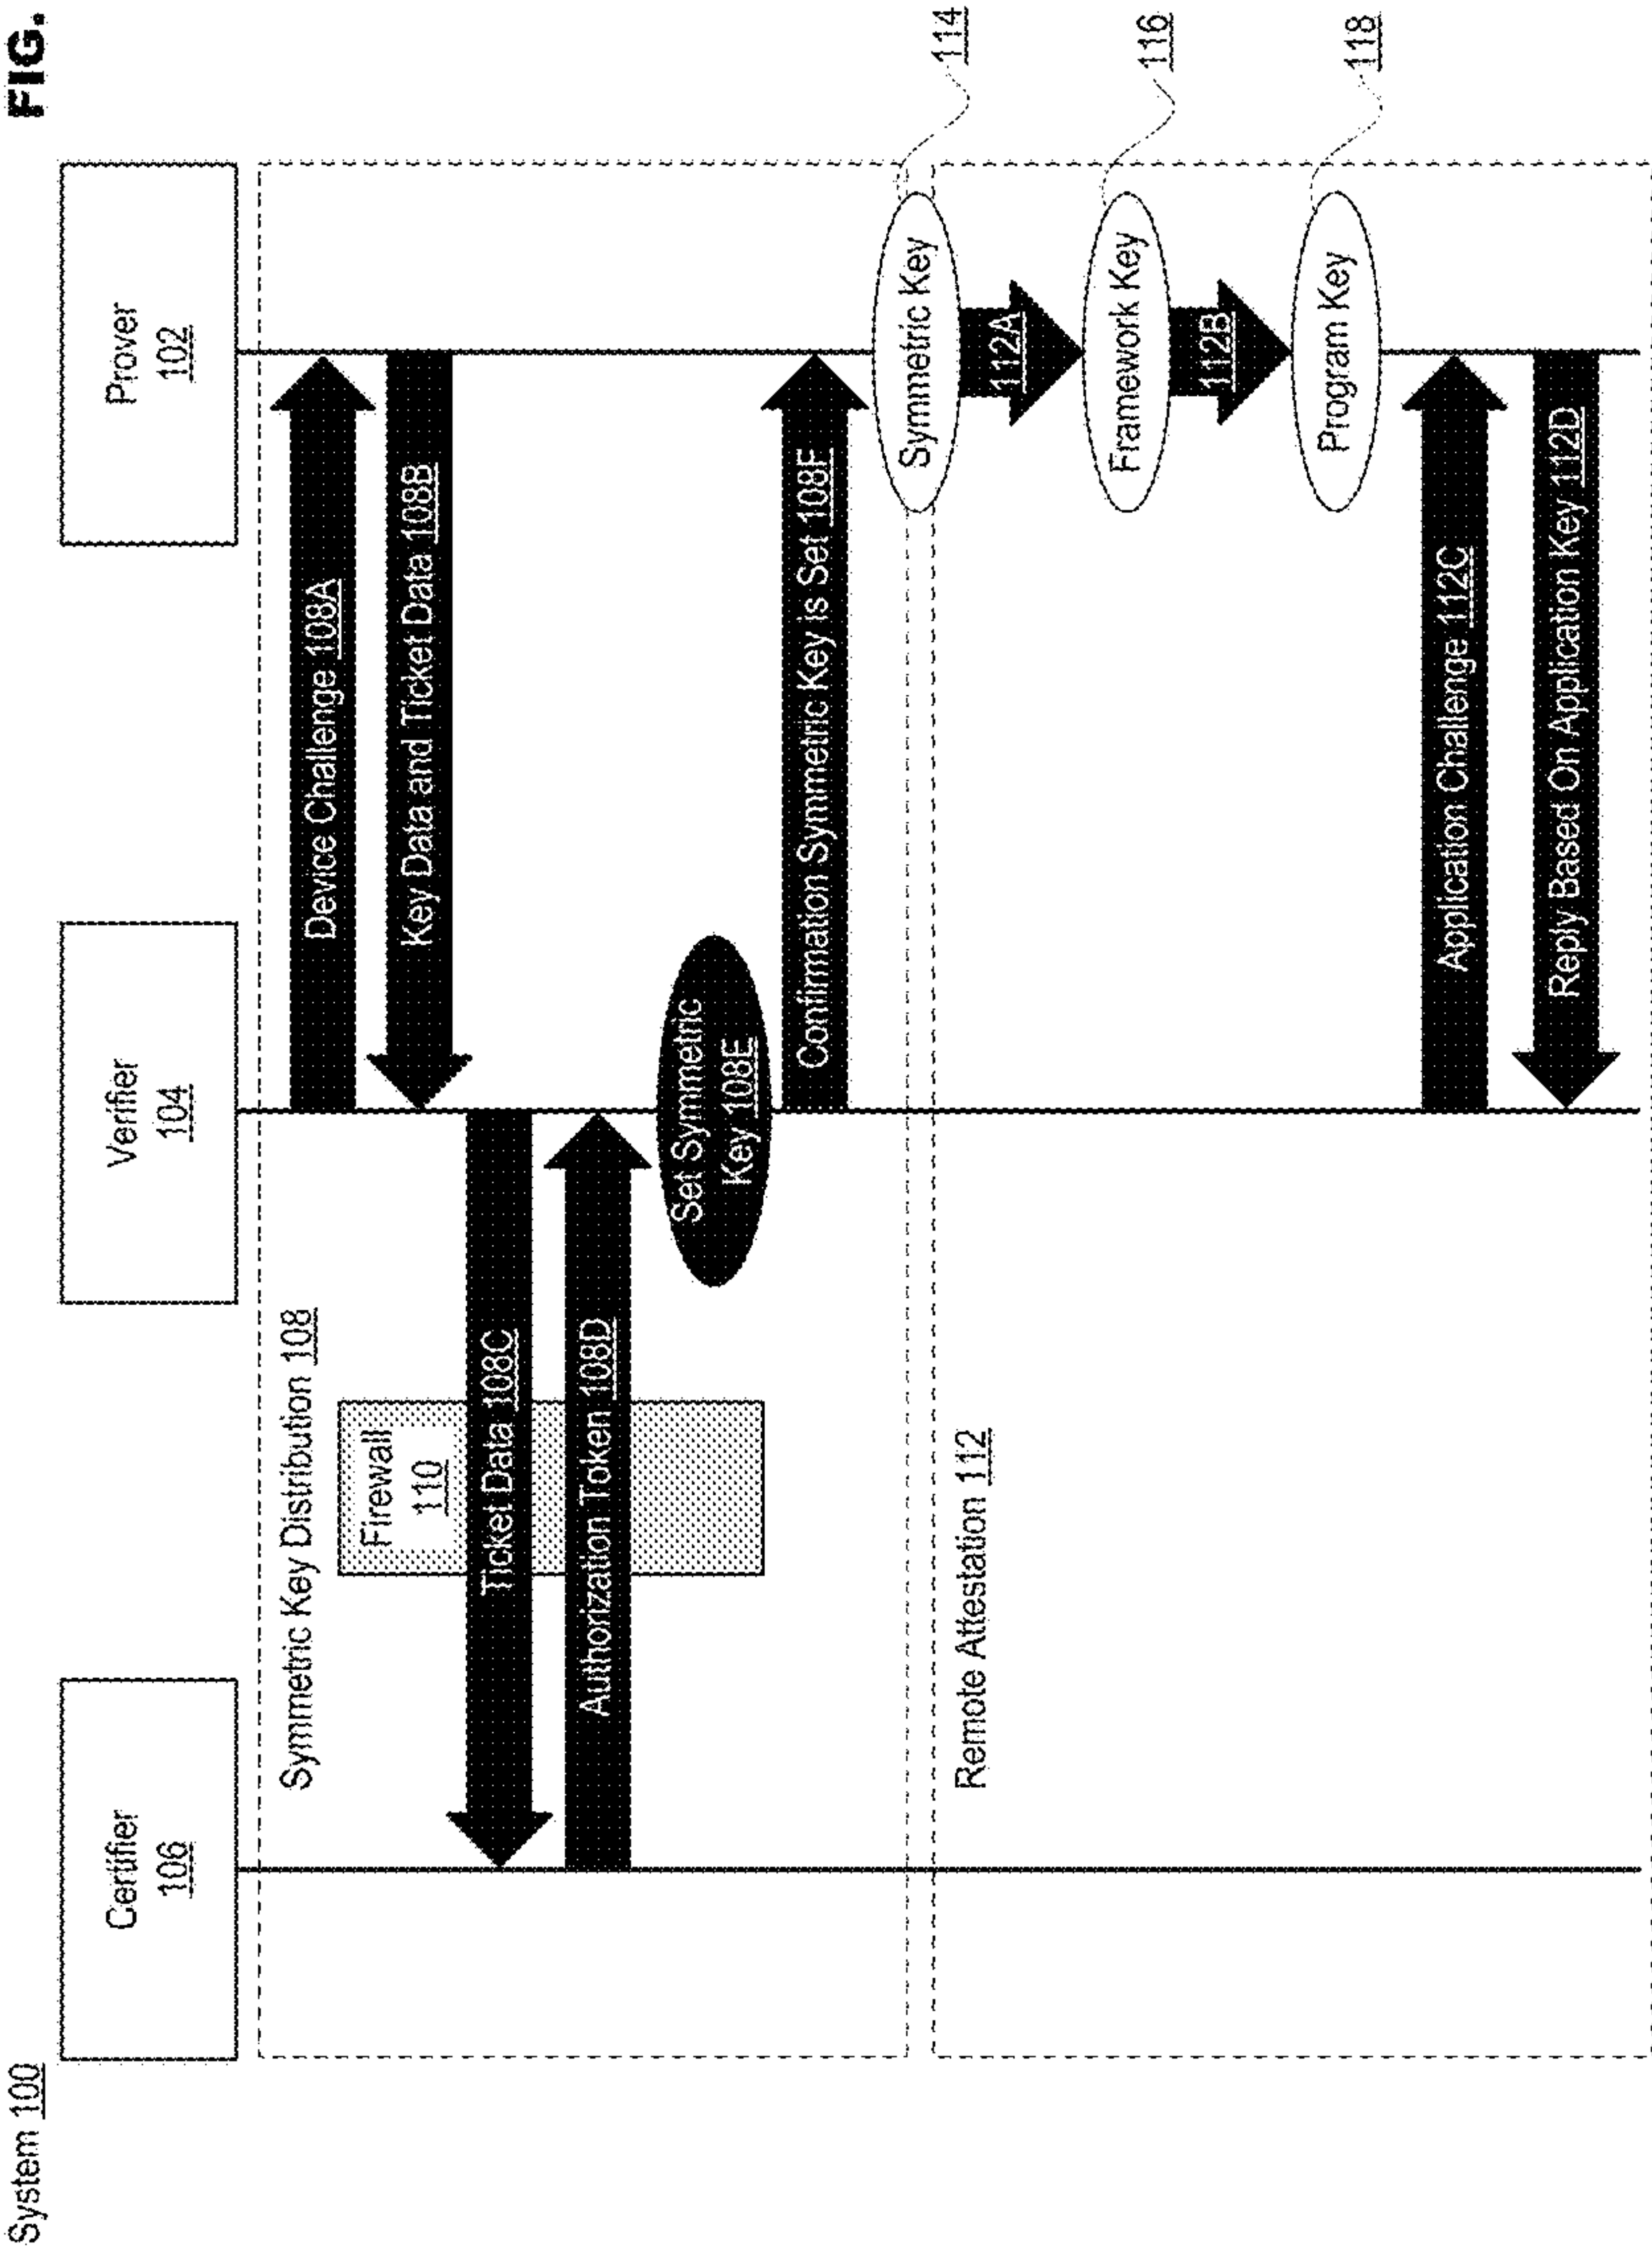 System 100
FIG.
Certifier
106
Verifier
104
Prover
102
Symmetric Key Distribution 108
Device Challenge 108A
Firewall
110
Key Data and Ticket Data 108B
Ticket Data 108C
Authorization Token 108D
Set Symmetric
Key 108E
Confirmation Symmetric Key is Set 108F
Symmetric Key
114
Remote Attestation 112
112A
Framework Key
116
112B
Program Key
118
Application Challenge 112C
Reply Based On Application Key 112D